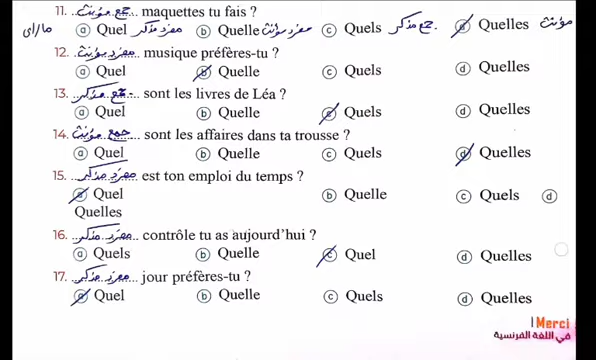 11. ..جمع مؤنث... maquettes tu fais ?
ⓐ Quel مفرد مذكر ⓑ Quelle مفرد مؤنث ⓒ Quels جمع مذكر. ⓓ Quelles مؤنث
12. ..مفرد مؤنث... musique préfères-tu ?
ⓐ Quel ⓑ Quelle ⓒ Quels ⓓ Quelles
13. ..جمع مذكر... sont les livres de Léa ?
ⓐ Quel ⓑ Quelle ⓒ Quels ⓓ Quelles
14. ..جمع مؤنث... sont les affaires dans ta trousse ?
ⓐ Quel ⓑ Quelle ⓒ Quels ⓓ Quelles
15. ..مفرد مذكر... est ton emploi du temps ?
ⓐ Quel ⓑ Quelle ⓒ Quels ⓓ
Quelles
16. ..مفرد مذكر... contrôle tu as aujourd’hui ?
ⓐ Quels ⓑ Quelle ⓒ Quel ⓓ Quelles
17. ..مفرد مذكر... jour préfères-tu ?
ⓐ Quel ⓑ Quelle ⓒ Quels ⓓ Quelles
Merci
في اللغة الفرنسية